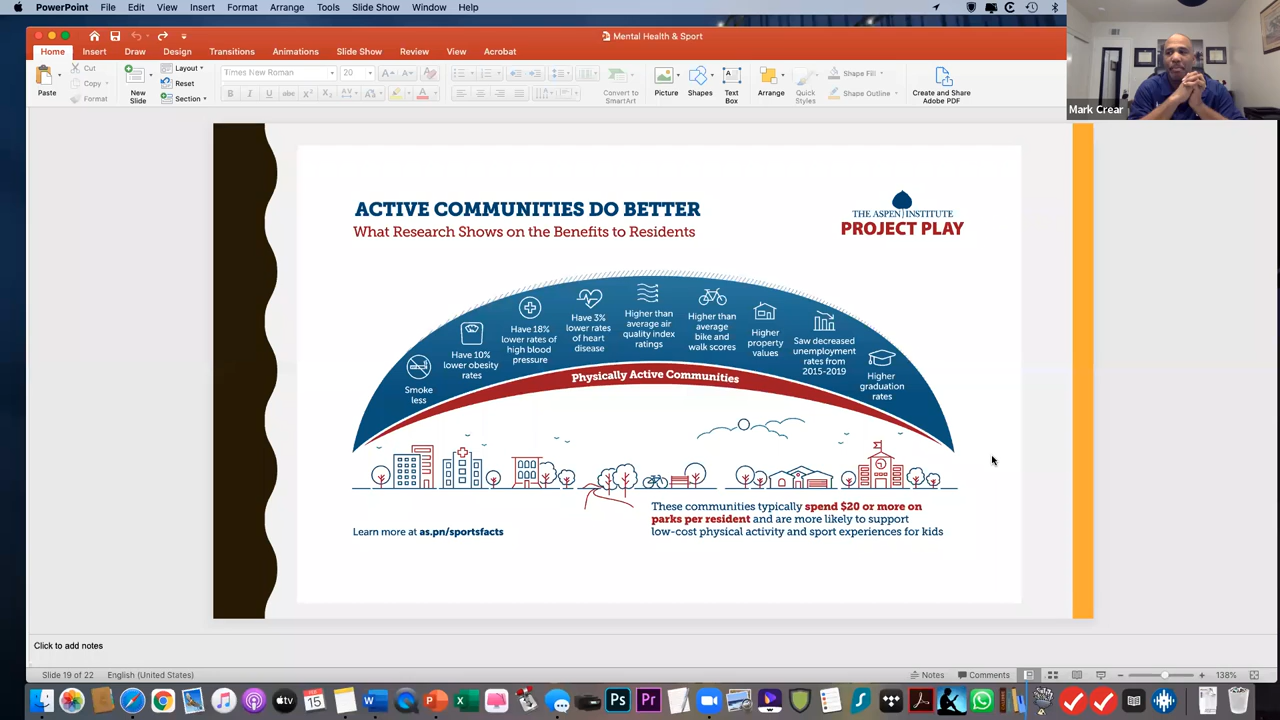 PowerPoint File Edit View Insert Format Arrange Tools Slide Show Window Help
Mental Health & Sport
Home Insert Draw Design Transitions Animations Slide Show Review View Acrobat
Paste
Cut
Copy
Format
New
Slide
Layout
Reset
Section
Times New Roman
20
Convert to
SmartArt
Picture
Shapes
Text
Box
Arrange
Quick
Styles
Shape Fill
Shape Outline
Create and Share
Adobe PDF
Mark Crear
ACTIVE COMMUNITIES DO BETTER
What Research Shows on the Benefits to Residents
THE ASPEN INSTITUTE
PROJECT PLAY
Smoke
less
Have 10%
lower obesity
rates
Have 18%
lower rates of
high blood
pressure
Have 3%
lower rates
of heart
disease
Higher than
average air
quality index
ratings
Higher than
average
bike and
walk scores
Higher
property
values
Saw decreased
unemployment
rates from
2015-2019
Higher
graduation
rates
Physically Active Communities
These communities typically spend $20 or more on
parks per resident and are more likely to support
low-cost physical activity and sport experiences for kids
Learn more at as.pn/sportsfacts
Click to add notes
Slide 19 of 22 English (United States)
Notes Comments 138%
FEB
15
Ps
Pr